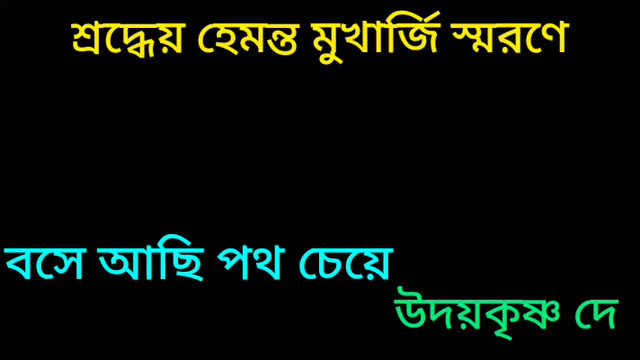 শ্রদ্ধেয় হেমন্ত মুখার্জি স্মরণে
বসে আছি পথ চেয়ে
উদয়কৃষ্ণ দে